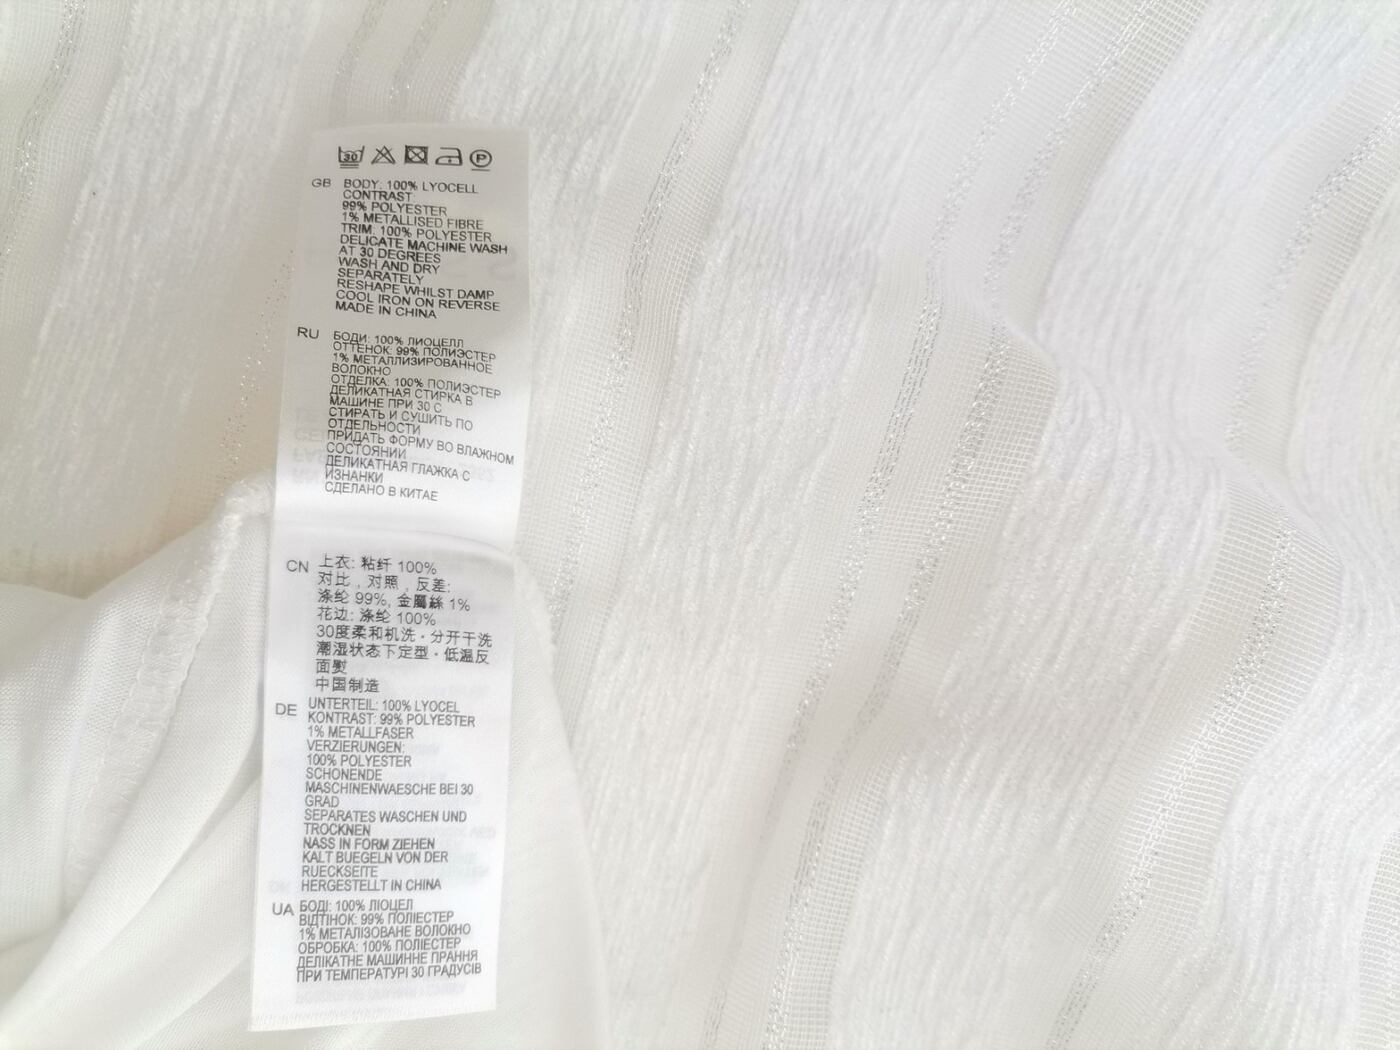 30 P
GB BODY: 100% LYOCELL
CONTRAST:
99% POLYESTER
1% METALLISED FIBRE
TRIM: 100% POLYESTER
DELICATE MACHINE WASH
AT 30 DEGREES
WASH AND DRY
SEPARATELY
RESHAPE WHILST DAMP
COOL IRON ON REVERSE
MADE IN CHINA
RU БОДИ: 100% ЛИОЦЕЛЛ
ОТТЕНОК: 99% ПОЛИЭСТЕР
1% МЕТАЛЛИЗИРОВАННОЕ
ВОЛОКНО
ОТДЕЛКА: 100% ПОЛИЭСТЕР
ДЕЛИКАТНАЯ СТИРКА В
МАШИНЕ ПРИ 30 С
СТИРАТЬ И СУШИТЬ ПО
ОТДЕЛЬНОСТИ
ПРИДАТЬ ФОРМУ ВО ВЛАЖНОМ
СОСТОЯНИИ
ДЕЛИКАТНАЯ ГЛАЖКА С
ИЗНАНКИ
СДЕЛАНО В КИТАЕ
CN 上衣: 粘纤 100%
对比，对照，反差:
涤纶 99%, 金屬絲 1%
花边: 涤纶 100%
30度柔和机洗·分开干洗
潮湿状态下定型·低温反
面熨
中国制造
DE UNTERTEIL: 100% LYOCEL
KONTRAST: 99% POLYESTER
1% METALLFASER
VERZIERUNGEN:
100% POLYESTER
SCHONENDE
MASCHINENWAESCHE BEI 30
GRAD
SEPARATES WASCHEN UND
TROCKNEN
NASS IN FORM ZIEHEN
KALT BUEGELN VON DER
RUECKSEITE
HERGESTELLT IN CHINA
UA БОДІ: 100% ЛІОЦЕЛ
ВІДТІНОК: 99% ПОЛІЕСТЕР
1% МЕТАЛІЗОВАНЕ ВОЛОКНО
ОБРОБКА: 100% ПОЛІЕСТЕР
ДЕЛІКАТНЕ МАШИННЕ ПРАННЯ
ПРИ ТЕМПЕРАТУРІ 30 ГРАДУСІВ